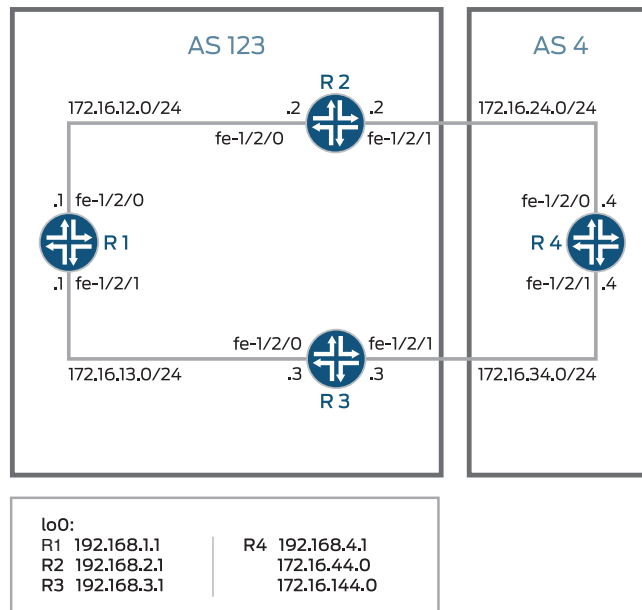 AS 123
AS 4
R 2
172.16.12.0/24
.2
.2
172.16.24.0/24
fe-1/2/0
fe-1/2/1
.1
fe-1/2/0
fe-1/2/0
.4
R 1
R 4
.1
fe-1/2/1
fe-1/2/1
.4
fe-1/2/0
fe-1/2/1
172.16.13.0/24
.3
.3
172.16.34.0/24
R 3
lo0:
R1 192.168.1.1
R2 192.168.2.1
R3 192.168.3.1
R4 192.168.4.1
172.16.44.0
172.16.144.0